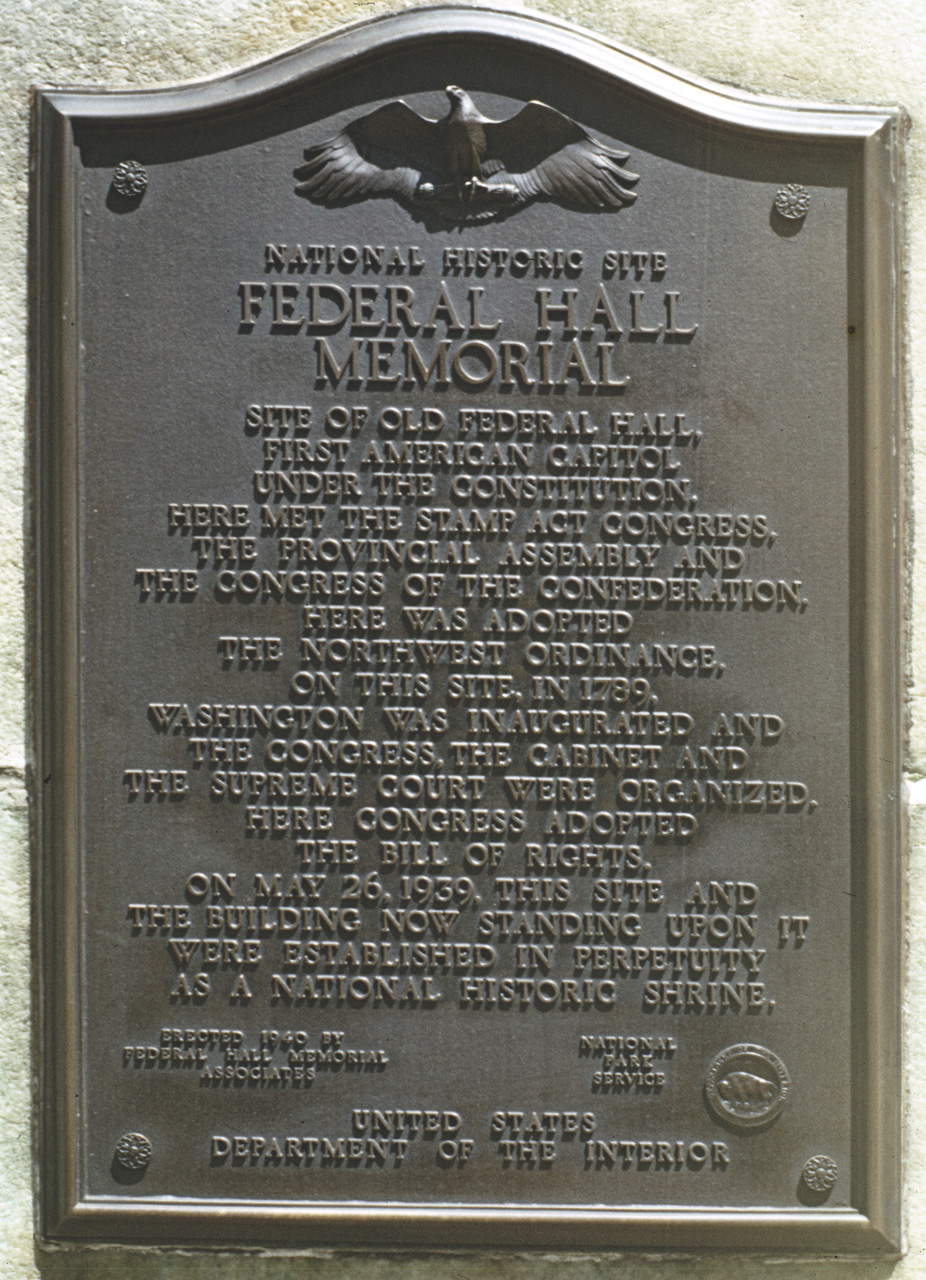 NATIONAL HISTORIC SITE
FEDERAL HALL
MEMORIAL
SITE OF OLD FEDERAL HALL,
FIRST AMERICAN CAPITOL
UNDER THE CONSTITUTION.
HERE MET THE STAMP ACT CONGRESS,
THE PROVINCIAL ASSEMBLY AND
THE CONGRESS OF THE CONFEDERATION.
HERE WAS ADOPTED
THE NORTHWEST ORDINANCE.
ON THIS SITE, IN 1789,
WASHINGTON WAS INAUGURATED AND
THE CONGRESS, THE CABINET AND
THE SUPREME COURT WERE ORGANIZED,
HERE CONGRESS ADOPTED
THE BILL OF RIGHTS.
ON MAY 26, 1939, THIS SITE AND
THE BUILDING NOW STANDING UPON IT
WERE ESTABLISHED IN PERPETUITY
AS A NATIONAL HISTORIC SHRINE.
ERECTED 1940 BY
FEDERAL HALL MEMORIAL
ASSOCIATES
NATIONAL
PARK
SERVICE
UNITED STATES
DEPARTMENT OF THE INTERIOR